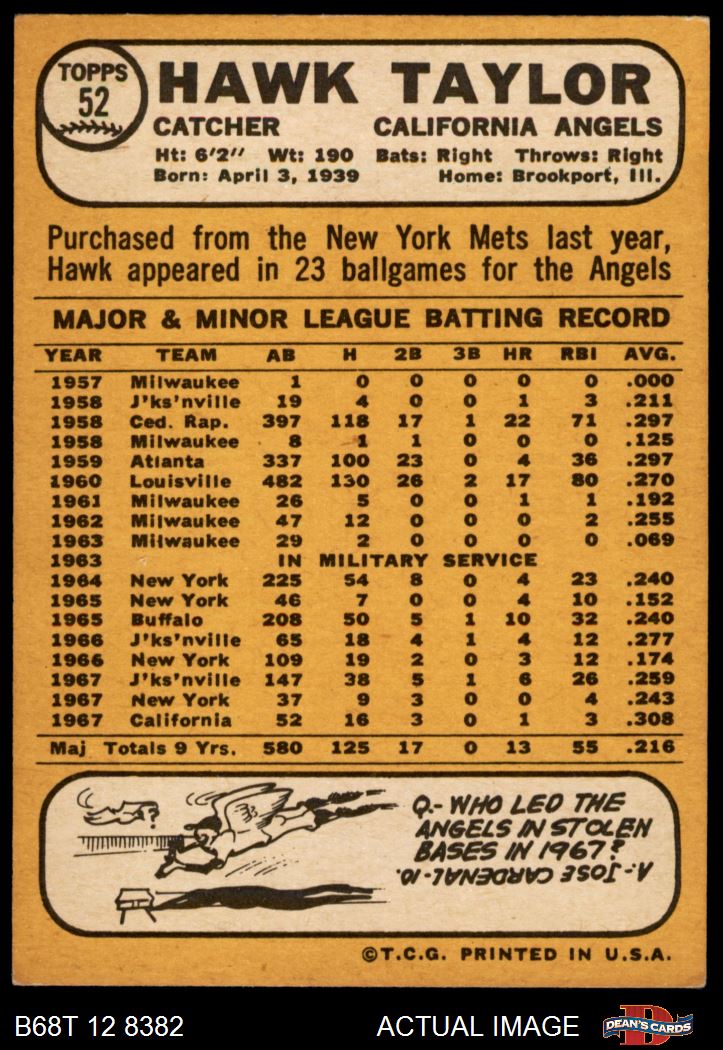 TOPPS
52
HAWK TAYLOR
CATCHER CALIFORNIA ANGELS
Ht: 6'2" Wt: 190 Bats: Right Throws: Right
Born: April 3, 1939 Home: Brookport, Ill.
Purchased from the New York Mets last year,
Hawk appeared in 23 ballgames for the Angels
MAJOR & MINOR LEAGUE BATTING RECORD
YEAR TEAM AB H 2B 3B HR RBI AVG.
1957 Milwaukee 1 0 0 0 0 0 .000
1958 J'ks'nville 19 4 0 0 1 3 .211
1958 Ced. Rap. 397 118 17 1 22 71 .297
1958 Milwaukee 8 1 1 0 0 0 .125
1959 Atlanta 337 100 23 0 4 36 .297
1960 Louisville 482 130 26 2 17 80 .270
1961 Milwaukee 26 5 0 0 1 1 .192
1962 Milwaukee 47 12 0 0 0 2 .255
1963 Milwaukee 29 2 0 0 0 0 .069
1963 IN MILITARY SERVICE
1964 New York 225 54 8 0 4 23 .240
1965 New York 46 7 0 0 4 10 .152
1965 Buffalo 208 50 5 1 10 32 .240
1966 J'ks'nville 65 18 4 1 4 12 .277
1966 New York 109 19 2 0 3 12 .174
1967 J'ks'nville 147 38 5 1 6 26 .259
1967 New York 37 9 3 0 0 4 .243
1967 California 52 16 3 0 1 3 .308
Maj Totals 9 Yrs. 580 125 17 0 13 55 .216
?
Q.- WHO LED THE
ANGELS IN STOLEN
BASES IN 1967?
A.- JOSE CARDENAL-10.
©T.C.G. PRINTED IN U.S.A.
B68T 12 8382 ACTUAL IMAGE DEAN'S CARDS